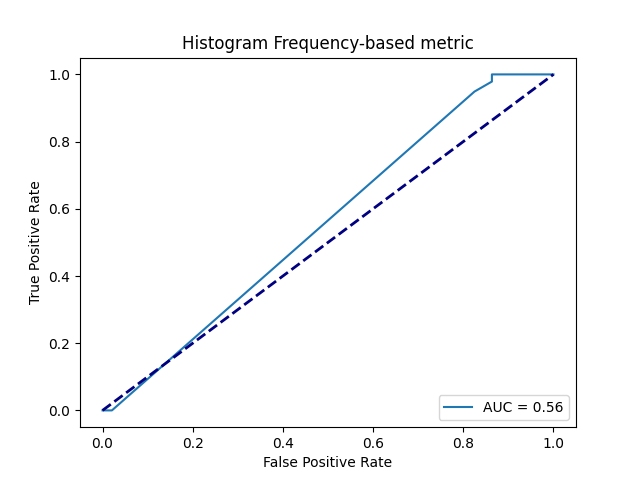 Histogram Frequency-based metric
1.0
0.8
0.6
0.4
0.2
0.0
True Positive Rate
0.0 0.2 0.4 0.6 0.8 1.0
False Positive Rate
AUC = 0.56